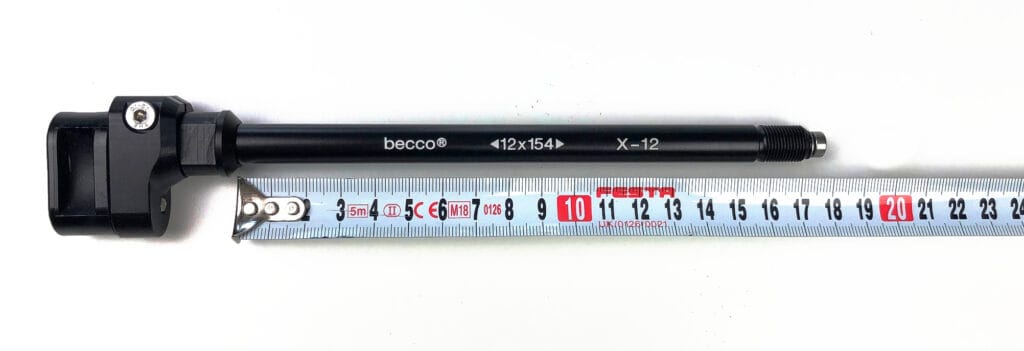 becco® ◀12x154▶ X-12
FESTA
2 3 5m 4 II 5 CE 6 M18 7 0126 8 9 10 11 12 13 14 15 16 17 18 19 20 21 22 23 24